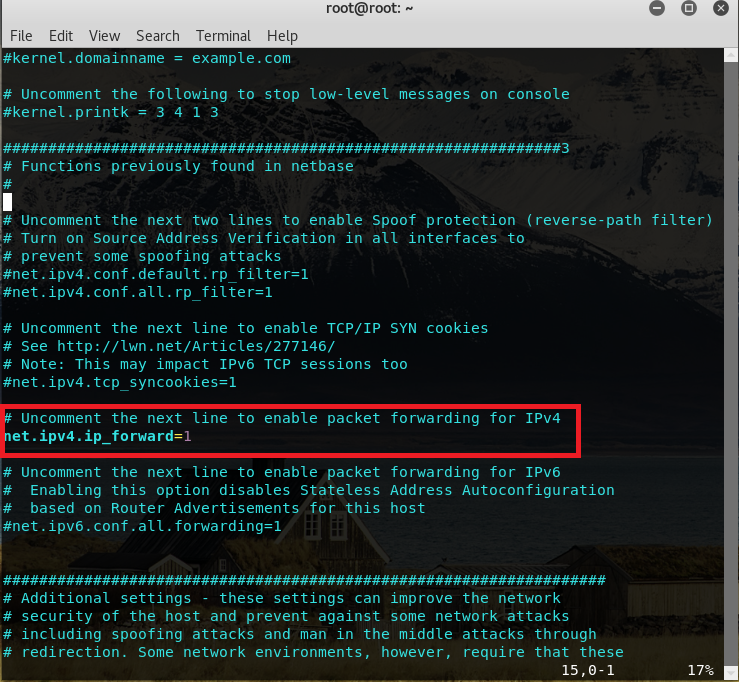 root@root: ~
File Edit View Search Terminal Help
#kernel.domainname = example.com
# Uncomment the following to stop low-level messages on console
#kernel.printk = 3 4 1 3
##############################################################3
# Functions previously found in netbase
#
# Uncomment the next two lines to enable Spoof protection (reverse-path filter)
# Turn on Source Address Verification in all interfaces to
# prevent some spoofing attacks
#net.ipv4.conf.default.rp_filter=1
#net.ipv4.conf.all.rp_filter=1
# Uncomment the next line to enable TCP/IP SYN cookies
# See http://lwn.net/Articles/277146/
# Note: This may impact IPv6 TCP sessions too
#net.ipv4.tcp_syncookies=1
# Uncomment the next line to enable packet forwarding for IPv4
net.ipv4.ip_forward=1
# Uncomment the next line to enable packet forwarding for IPv6
#  Enabling this option disables Stateless Address Autoconfiguration
#  based on Router Advertisements for this host
#net.ipv6.conf.all.forwarding=1
###################################################################
# Additional settings - these settings can improve the network
# security of the host and prevent against some network attacks
# including spoofing attacks and man in the middle attacks through
# redirection. Some network environments, however, require that these
15,0-1 17%